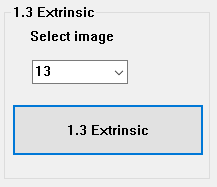 1.3 Extrinsic
Select image
13
1.3 Extrinsic